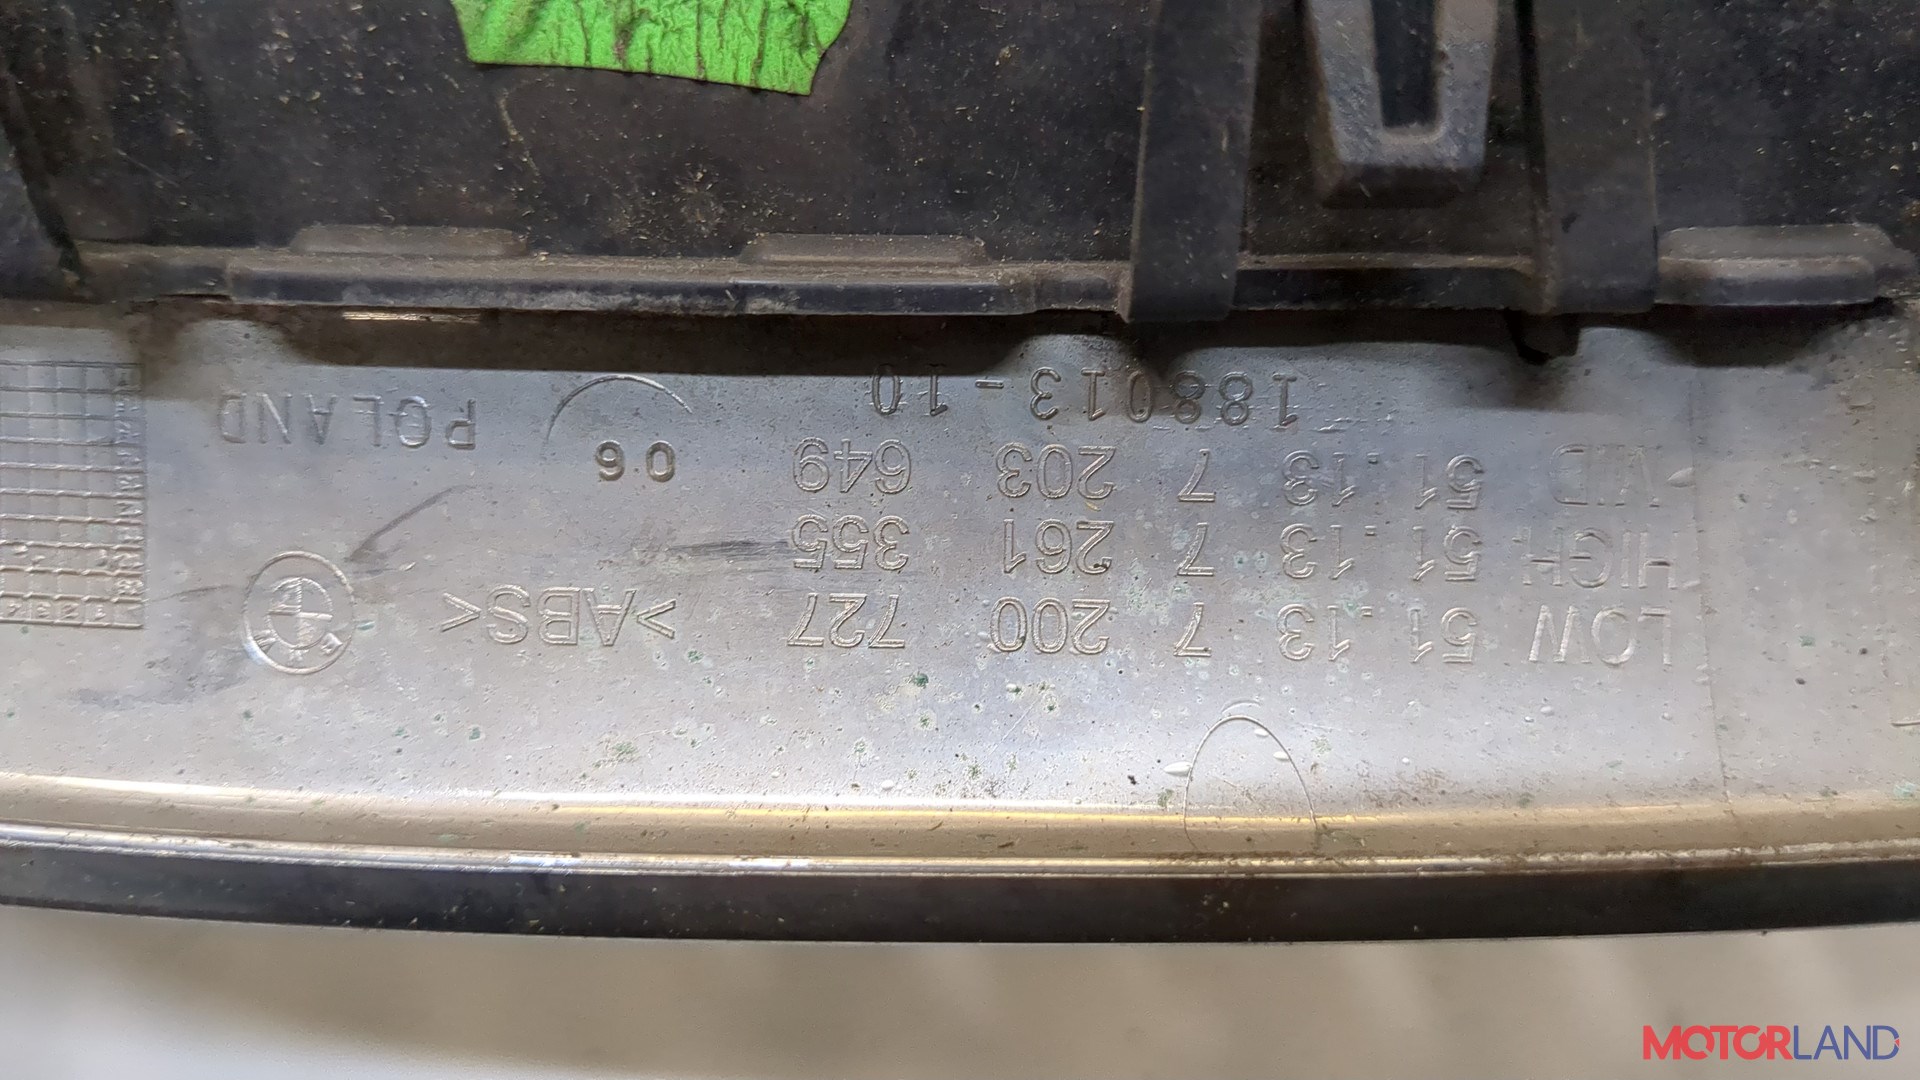 LOW 51.13 7 200 727 >ABS<
HIGH 51.13 7 261 355
MID 51.13 7 203 649 06
188013-10
POLAND
BMW
MOTORLAND